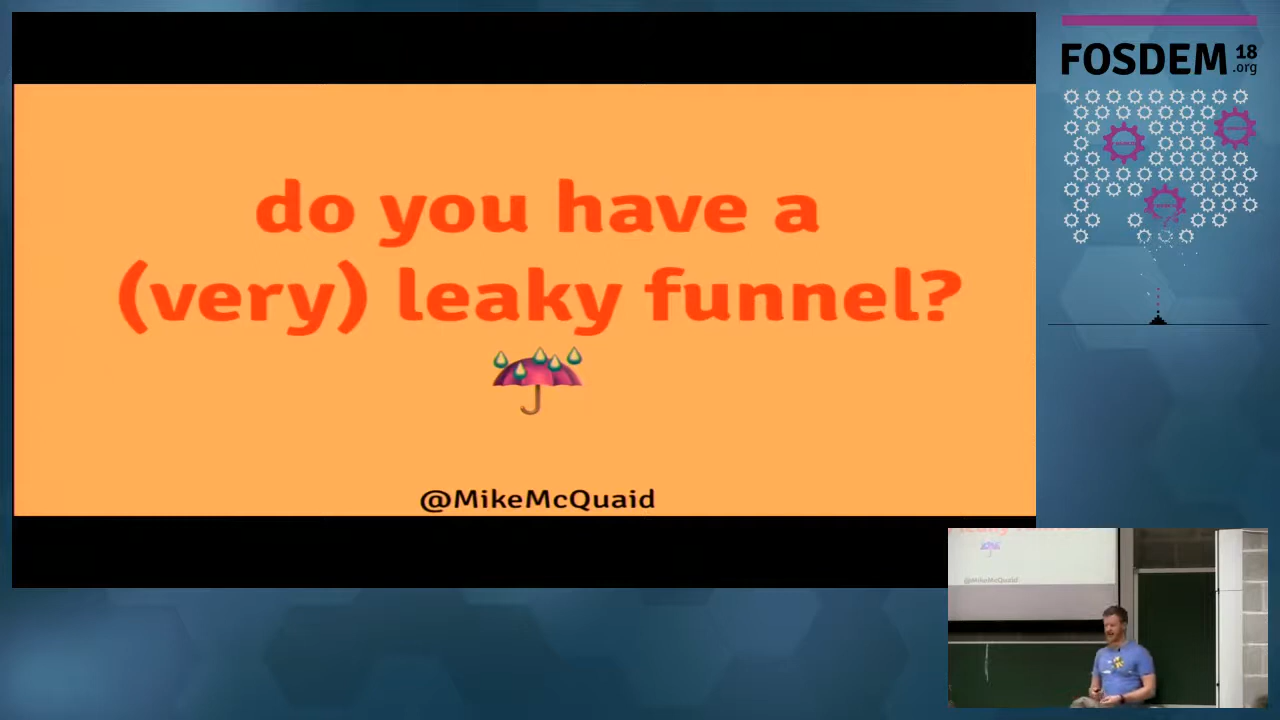 do you have a
(very) leaky funnel?
@MikeMcQuaid
FOSDEM 18
.org
@MikeMcQuaid